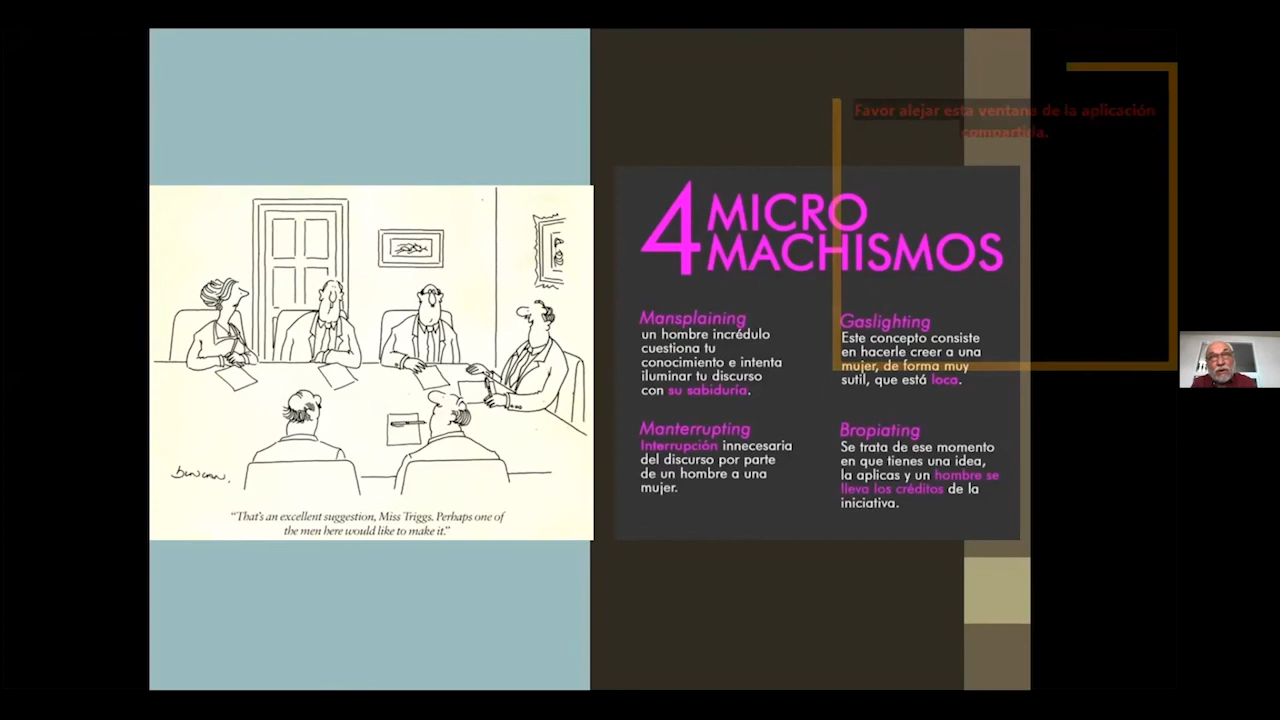 Favor alejar esta ventana de la aplicación
compartida.
4 MICRO
MACHISMOS
Mansplaining
un hombre incrédulo
cuestiona tu
conocimiento e intenta
iluminar tu discurso
con su sabiduría.
Manterrupting
Interrupción innecesaria
del discurso por parte
de un hombre a una
mujer.
Gaslighting
Este concepto consiste
en hacerle creer a una
mujer, de forma muy
sutil, que está loca.
Bropiating
Se trata de ese momento
en que tienes una idea,
la aplicas y un hombre se
lleva los créditos de la
iniciativa.
“That’s an excellent suggestion, Miss Triggs. Perhaps one of
the men here would like to make it.”